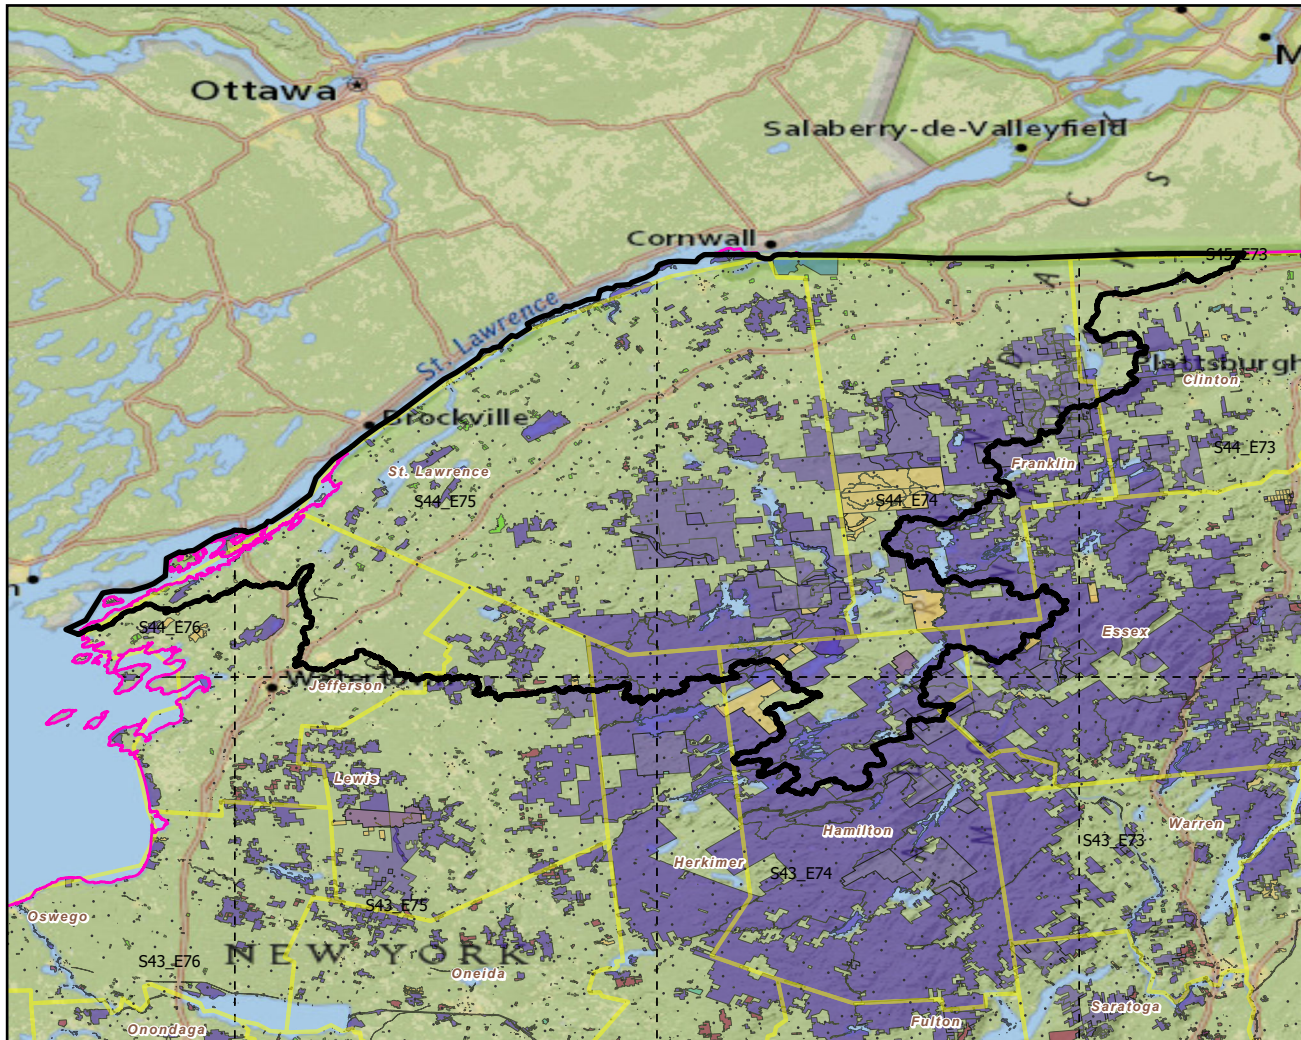 M
Ottawa
Salaberry-de-Valleyfield
Y
S
C
Cornwall
S45_E73
N
A
St. Lawrence
D
Plattsburgh
Clinton
Brockville
S44_E73
St. Lawrence
Franklin
S44_E75
S44_E74
n
S44_E76
Essex
Jefferson
Lewis
Warren
Hamilton
S43_E73
Herkimer
S43_E74
S43_E75
Oswego
NEW YORK
S43_E76
Oneida
Saratoga
Fulton
Onondaga